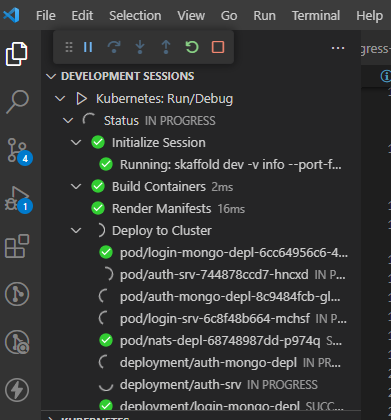 File Edit Selection View Go Run Terminal Help
gress-
DEVELOPMENT SESSIONS
Kubernetes: Run/Debug
Status IN PROGRESS
Initialize Session
Running: skaffold dev -v info --port-f...
4
Build Containers 2ms
1
Render Manifests 16ms
Deploy to Cluster
pod/login-mongo-depl-6cc64956c6-4...
pod/auth-srv-744878ccd7-hncxd IN P...
pod/auth-mongo-depl-8c9484fcb-gl...
pod/login-srv-6c8f48b664-mchsf IN P...
pod/nats-depl-68748987dd-p974q S...
deployment/auth-mongo-depl IN PR...
deployment/auth-srv IN PROGRESS
deployment/login-mongo-depl SUCC...